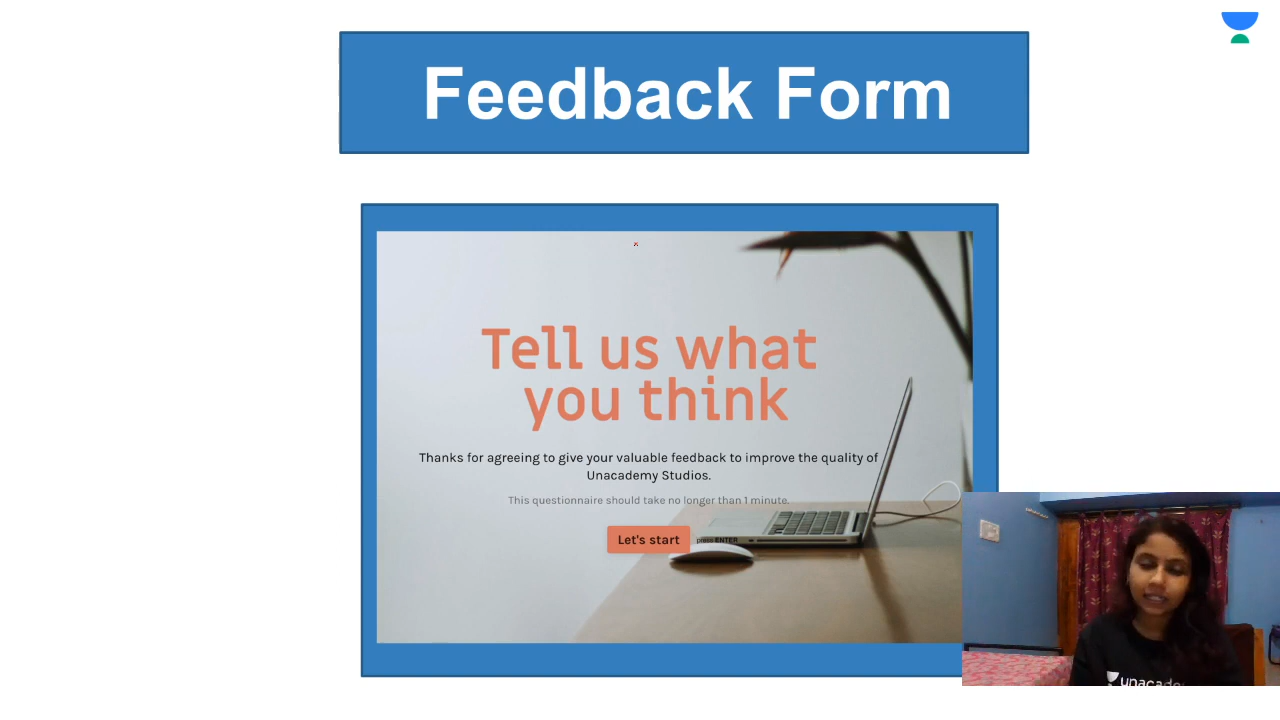 Feedback Form
Tell us what
you think
Thanks for agreeing to give your valuable feedback to improve the quality of
Unacademy Studios.
This questionnaire should take no longer than 1 minute.
Let's start press ENTER